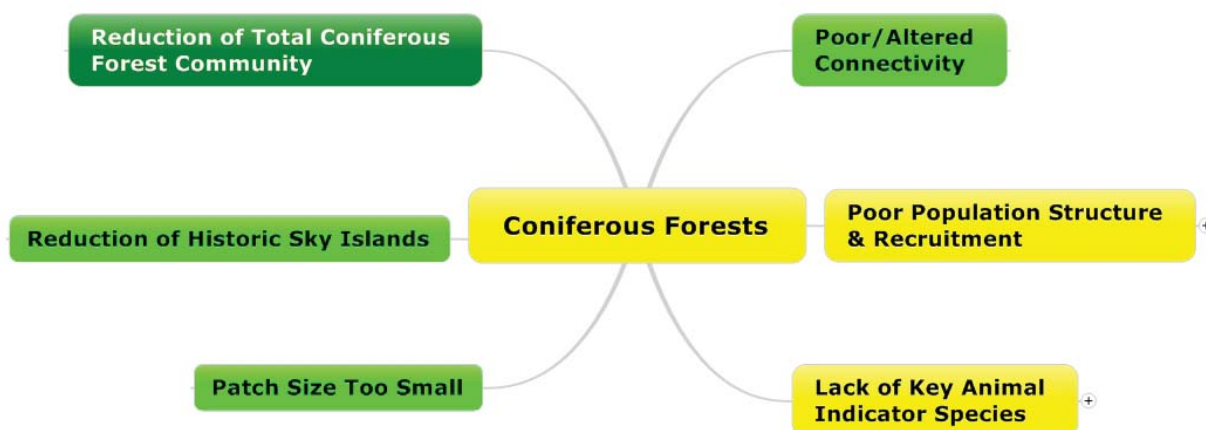 Reduction of Total Coniferous
Forest Community
Poor/Altered
Connectivity
Reduction of Historic Sky Islands
Coniferous Forests
Poor Population Structure
& Recruitment
Patch Size Too Small
Lack of Key Animal
Indicator Species